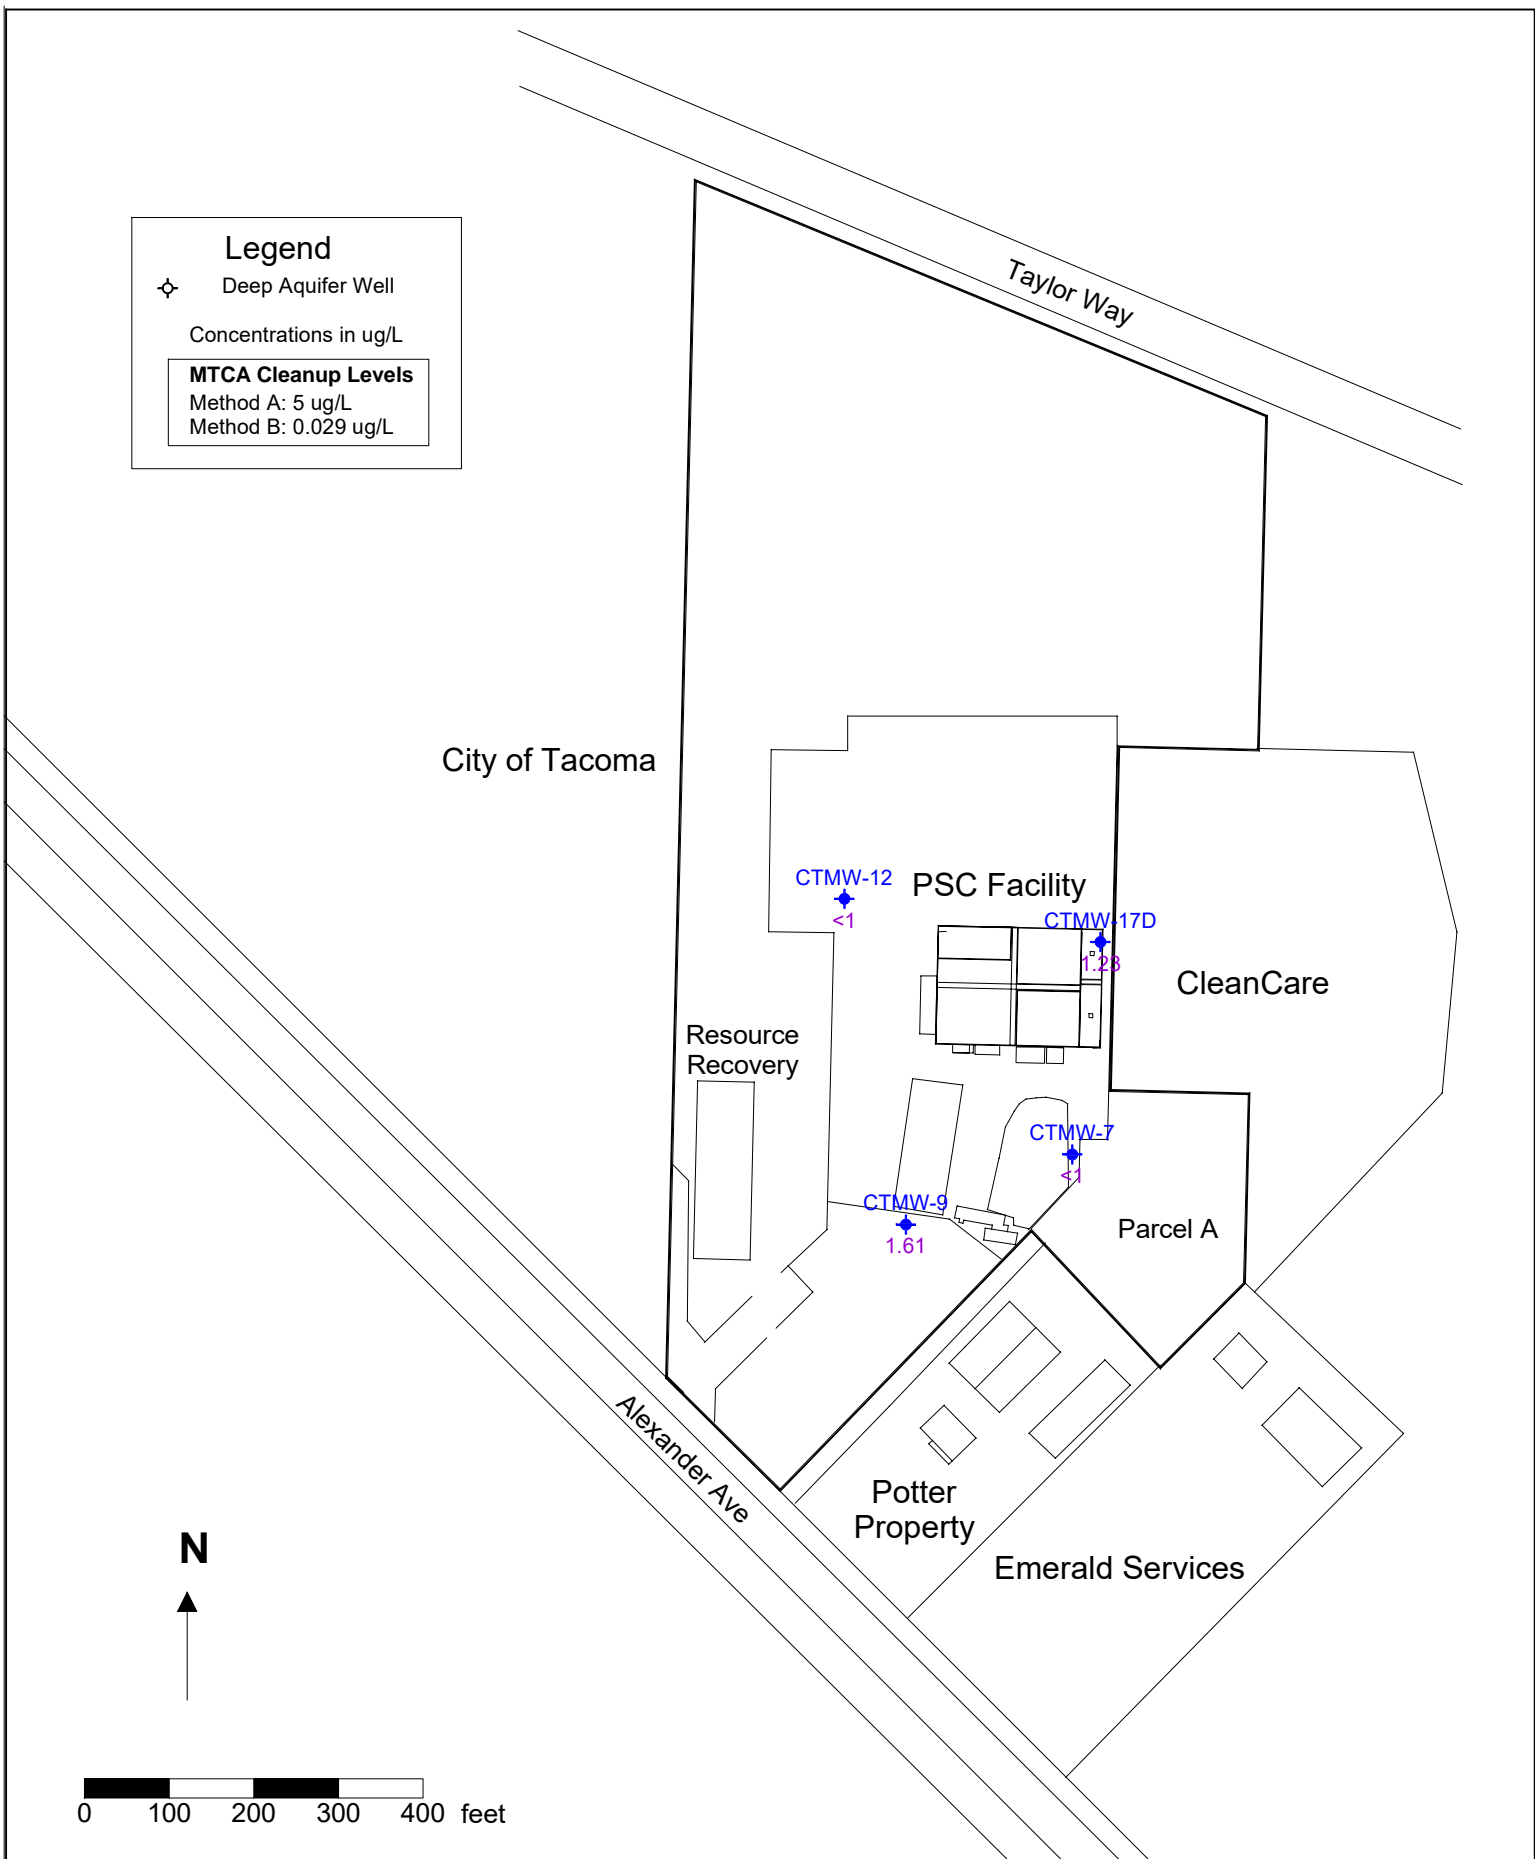 Taylor Way
Legend
Deep Aquifer Well
Concentrations in ug/L
MTCA Cleanup Levels
Method A: 5 ug/L
Method B: 0.029 ug/L
City of Tacoma
CTMW-12
<1
PSC Facility
CTMW-17D
1.23
CleanCare
Resource
Recovery
CTMW-7
<1
CTMW-9
1.61
Parcel A
Alexander Ave
Potter
Property
Emerald Services
N
0 100 200 300 400 feet